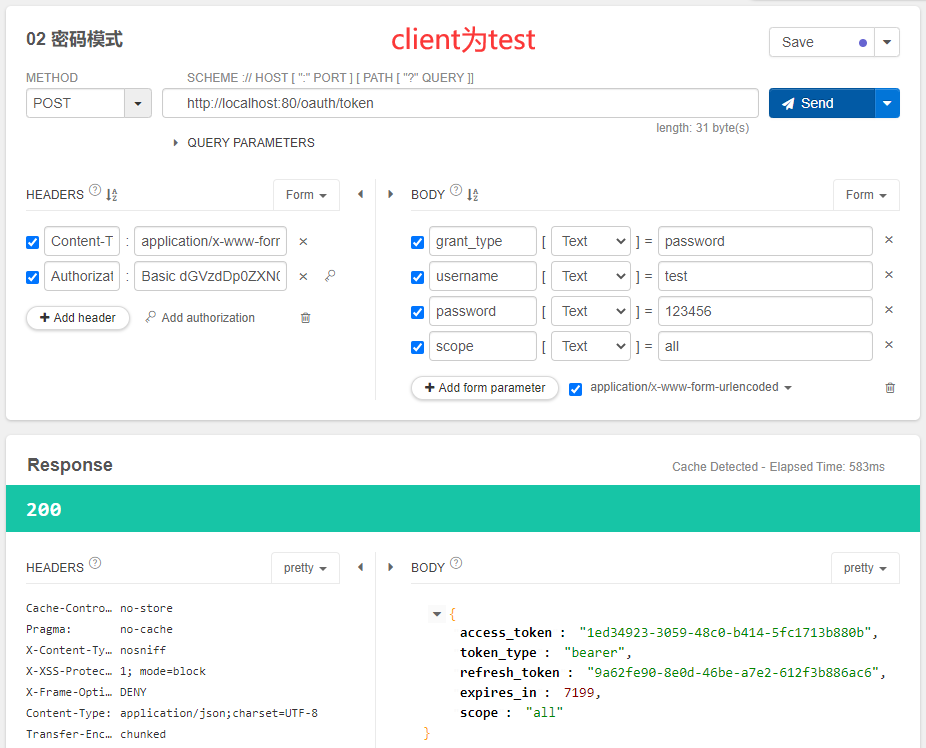 02 密码模式
client为test
Save
METHOD
SCHEME :// HOST [ ":" PORT ] [ PATH [ "?" QUERY ]]
POST
http://localhost:80/oauth/token
Send
length: 31 byte(s)
QUERY PARAMETERS
HEADERS ?
Form
BODY ?
Form
Content-T : application/x-www-forr ×
Authorizat : Basic dGVzdDp0ZXN0 ×
+ Add header
Add authorization
grant_type [ Text ] = password ×
username [ Text ] = test ×
password [ Text ] = 123456 ×
scope [ Text ] = all ×
+ Add form parameter
application/x-www-form-urlencoded
Response
Cache Detected - Elapsed Time: 583ms
200
HEADERS ?
pretty
BODY ?
pretty
Cache-Contro… no-store
Pragma: no-cache
X-Content-Ty… nosniff
X-XSS-Protec… 1; mode=block
X-Frame-Opti… DENY
Content-Type: application/json;charset=UTF-8
Transfer-Enc… chunked
{
access_token : "1ed34923-3059-48c0-b414-5fc1713b880b",
token_type : "bearer",
refresh_token : "9a62fe90-8e0d-46be-a7e2-612f3b886ac6",
expires_in : 7199,
scope : "all"
}